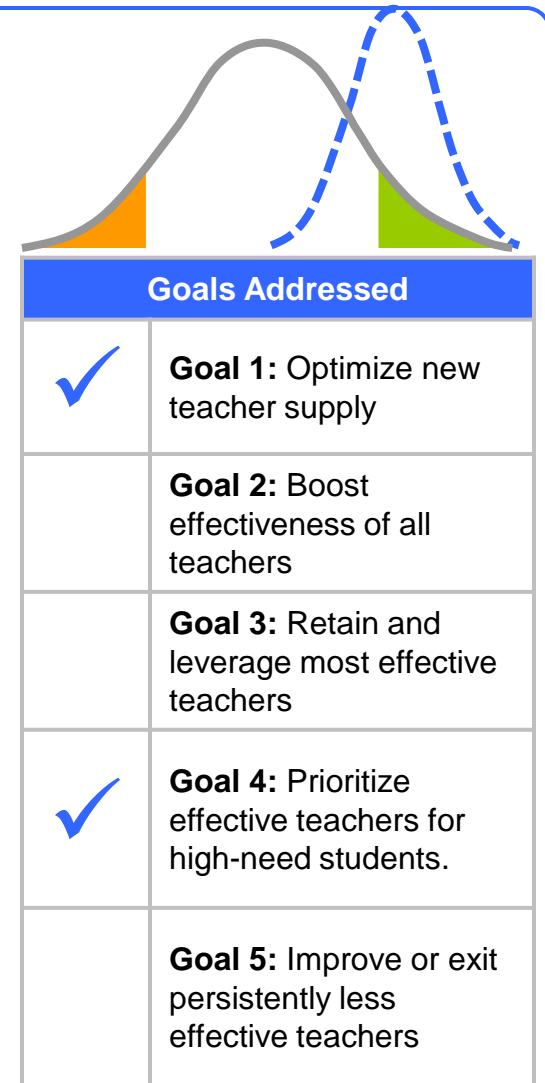 Goals Addressed
Goal 1: Optimize new
teacher supply
Goal 2: Boost
effectiveness of all
teachers
Goal 3: Retain and
leverage most effective
teachers
Goal 4: Prioritize
effective teachers for
high-need students.
Goal 5: Improve or exit
persistently less
effective teachers